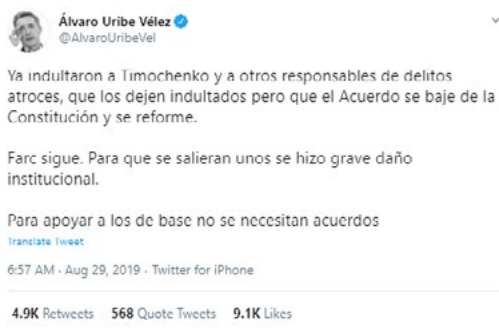 Álvaro Uribe Vélez
@AlvaroUribeVel
Ya indultaron a Timochenko y a otros responsables de delitos
atroces, que los dejen indultados pero que el Acuerdo se baje de la
Constitución y se reforme.
Farc sigue. Para que se salieran unos se hizo grave daño
institucional.
Para apoyar a los de base no se necesitan acuerdos
Translate Tweet
6:57 AM · Aug 29, 2019 · Twitter for iPhone
4.9K Retweets 568 Quote Tweets 9.1K Likes